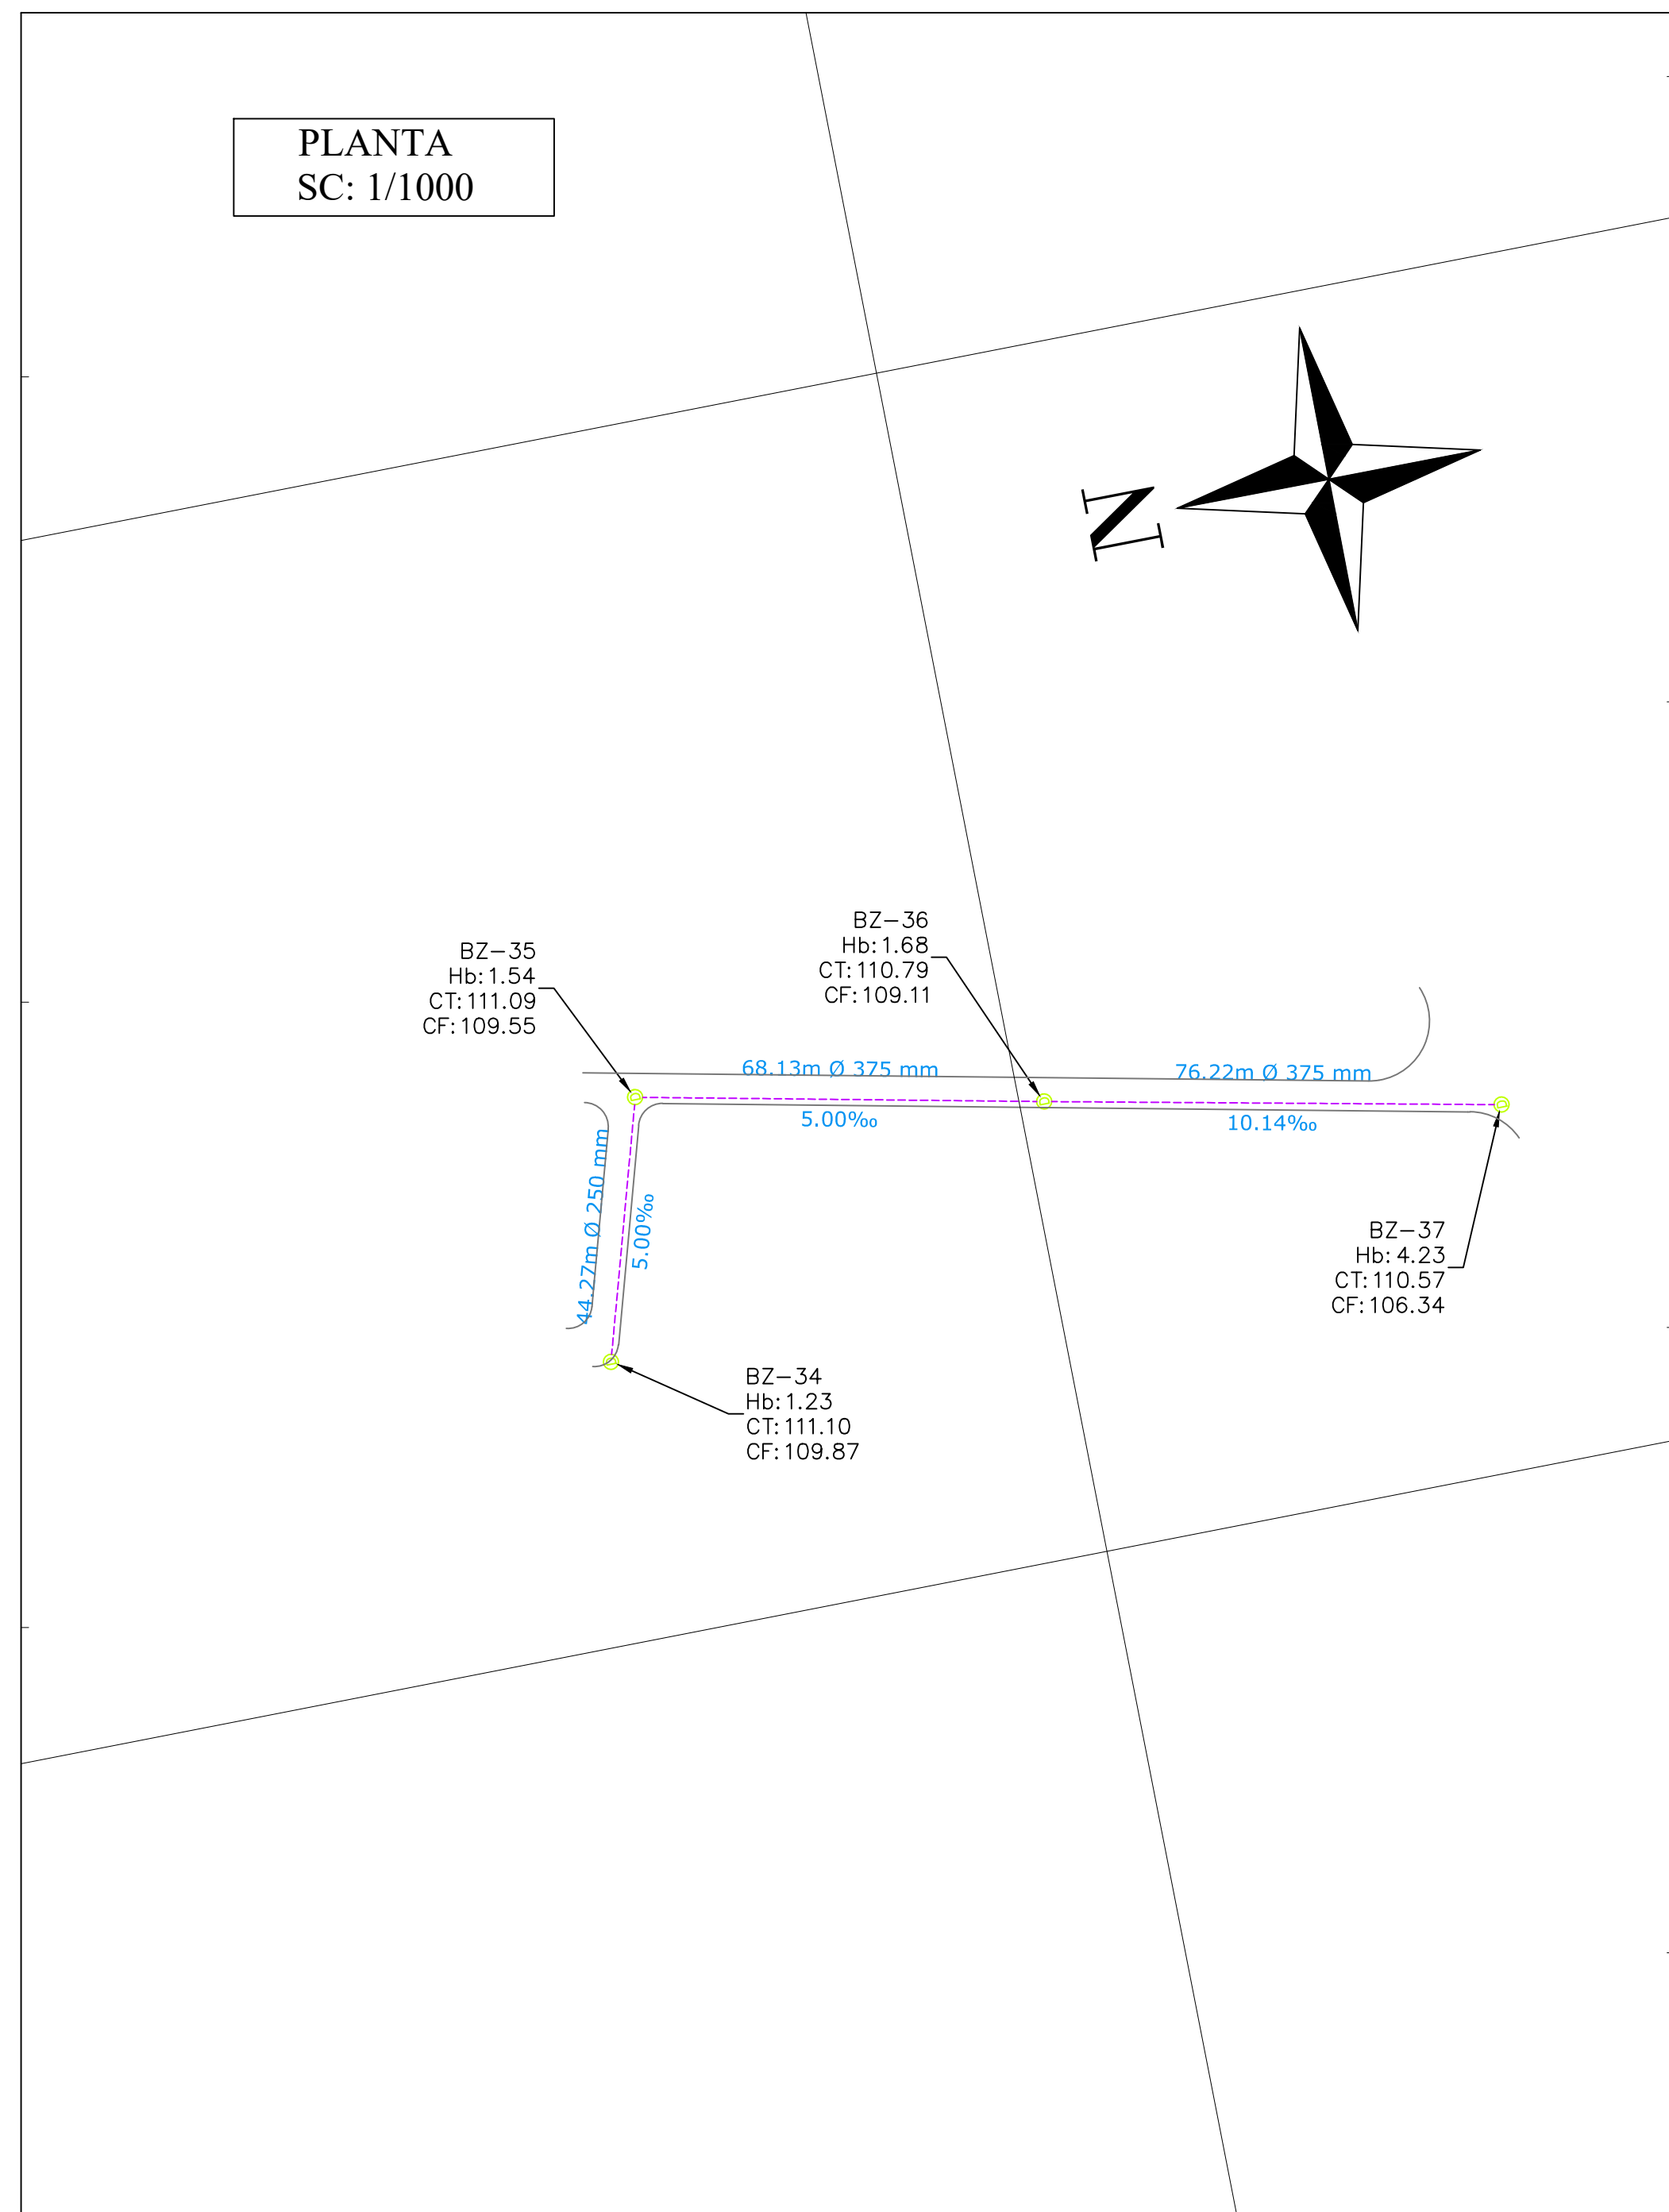 PLANTA
SC: 1/1000
N
BZ-36
Hb:1.68
CT:110.79
CF:109.11
BZ-35
Hb:1.54
CT:111.09
CF:109.55
68.13m Ø 375 mm
76.22m Ø 375 mm
5.00‰
10.14‰
44.27m Ø 250 mm
5.00‰
BZ-37
Hb:4.23
CT:110.57
CF:106.34
BZ-34
Hb:1.23
CT:111.10
CF:109.87